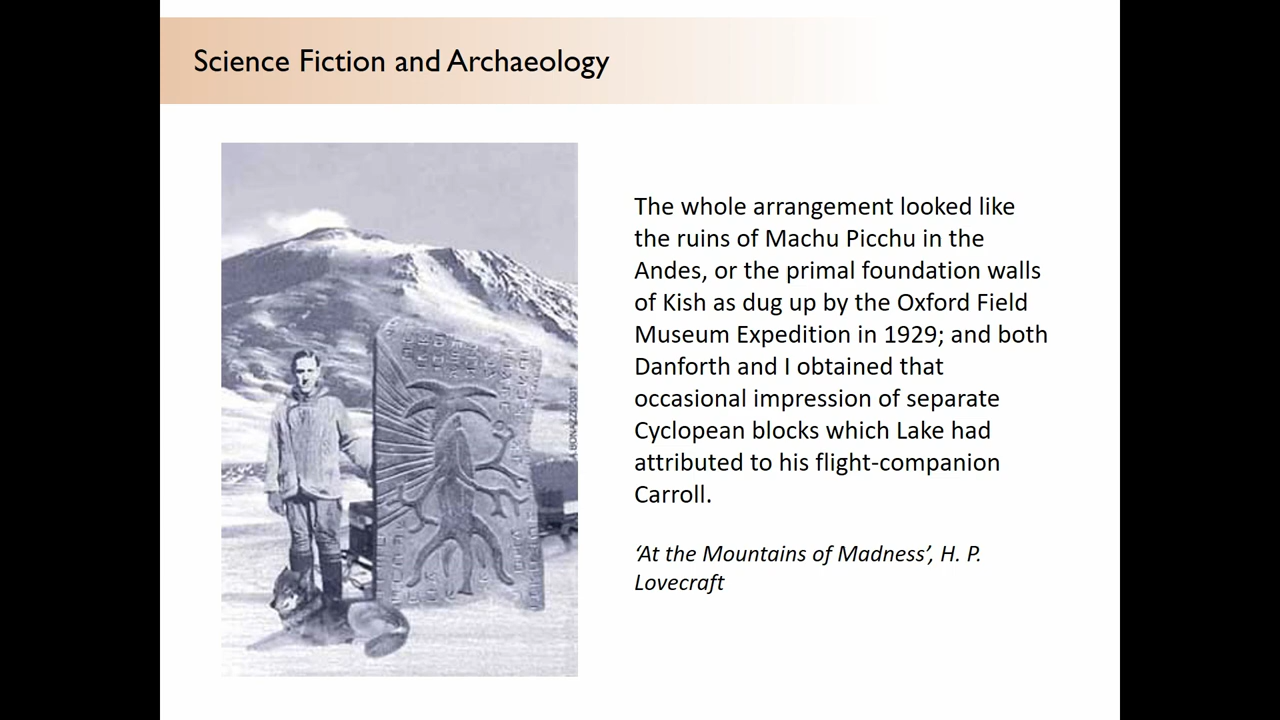 Science Fiction and Archaeology
The whole arrangement looked like
the ruins of Machu Picchu in the
Andes, or the primal foundation walls
of Kish as dug up by the Oxford Field
Museum Expedition in 1929; and both
Danforth and I obtained that
occasional impression of separate
Cyclopean blocks which Lake had
attributed to his flight-companion
Carroll.
‘At the Mountains of Madness’, H. P.
Lovecraft